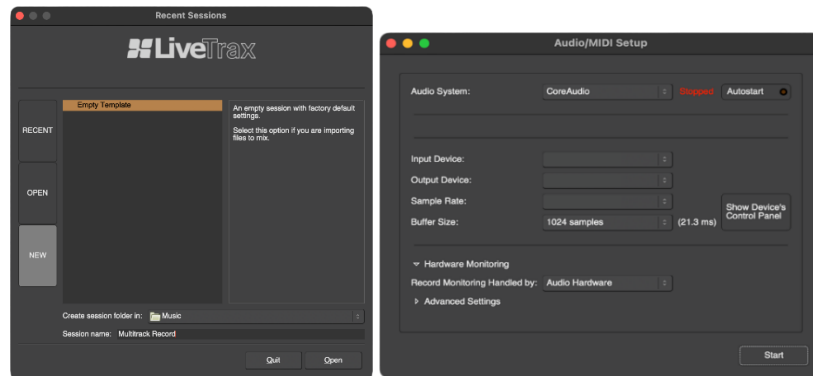 Recent Sessions
LiveTrax
RECENT
OPEN
NEW
Empty Template
An empty session with factory default
settings.
Select this option if you are importing
files to mix.
Create session folder in: Music
Session name: Multitrack Record
Quit
Open
Audio/MIDI Setup
Audio System: CoreAudio Stopped Autostart
Input Device:
Output Device:
Sample Rate:
Buffer Size: 1024 samples (21.3 ms)
Show Device's
Control Panel
Hardware Monitoring
Record Monitoring Handled by: Audio Hardware
Advanced Settings
Start